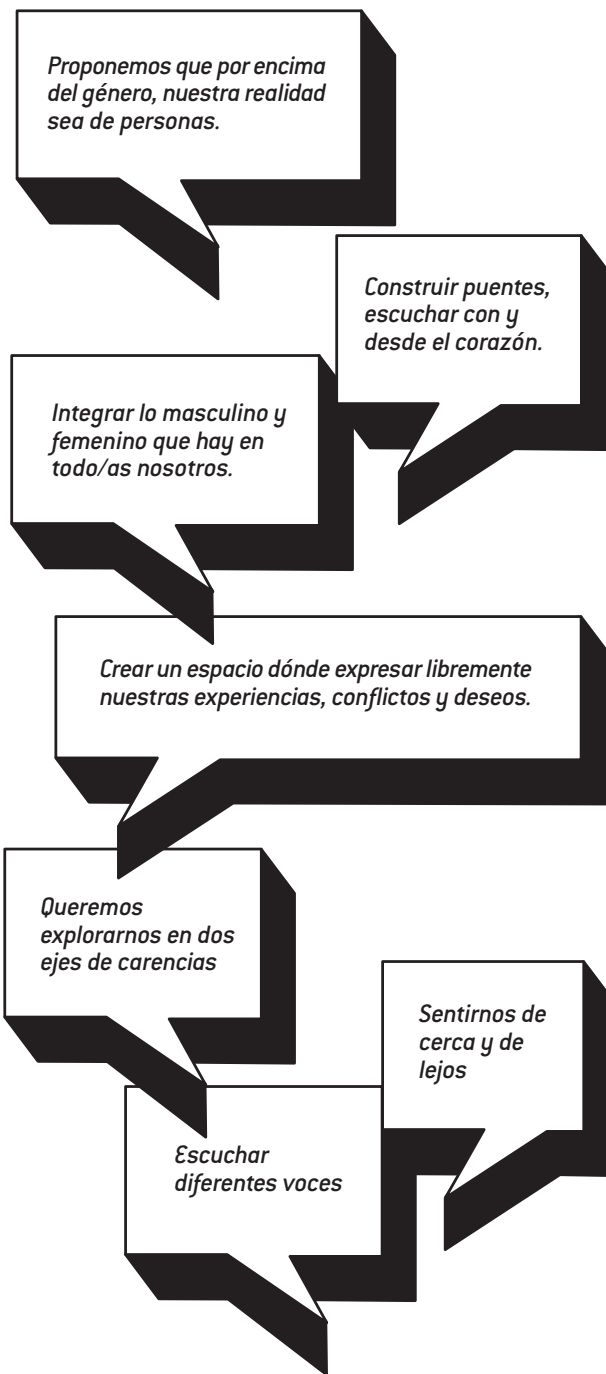 Proponemos que por encima
del género, nuestra realidad
sea de personas.
Construir puentes,
escuchar con y
desde el corazón.
Integrar lo masculino y
femenino que hay en
todo/as nosotros.
Crear un espacio dónde expresar libremente
nuestras experiencias, conflictos y deseos.
Queremos
explorarnos en dos
ejes de carencias
Sentirnos de
cerca y de
lejos
Escuchar
diferentes voces